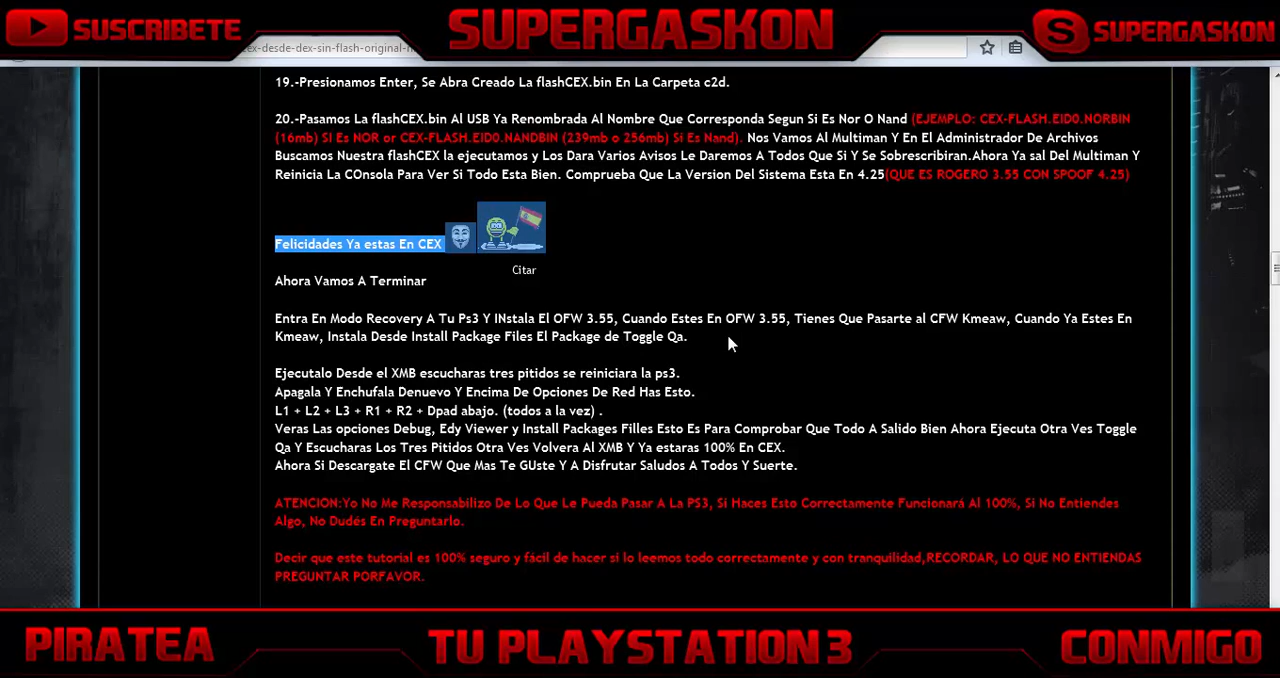 SUSCRIBETE
SUPERGASKON
SUPERGASKON
cex-desde-dex-sin-flash-original-
19.-Presionamos Enter, Se Abra Creado La flashCEX.bin En La Carpeta c2d.
20.-Pasamos La flashCEX.bin Al USB Ya Renombrada Al Nombre Que Corresponda Segun Si Es Nor O Nand (EJEMPLO: CEX-FLASH.EID0.NORBIN
(16mb) SI Es NOR or CEX-FLASH.EID0.NANDBIN (239mb o 256mb) Si Es Nand). Nos Vamos Al Multiman Y En El Administrador De Archivos
Buscamos Nuestra flashCEX la ejecutamos y Los Dara Varios Avisos Le Daremos A Todos Que Si Y Se Sobrescribiran.Ahora Ya sal Del Multiman Y
Reinicia La COnsola Para Ver Si Todo Esta Bien. Comprueba Que La Version Del Sistema Esta En 4.25(QUE ES ROGERO 3.55 CON SPOOF 4.25)
Felicidades Ya estas En CEX
Citar
Ahora Vamos A Terminar
Entra En Modo Recovery A Tu Ps3 Y INstala El OFW 3.55, Cuando Estes En OFW 3.55, Tienes Que Pasarte al CFW Kmeaw, Cuando Ya Estes En
Kmeaw, Instala Desde Install Package Files El Package de Toggle Qa.
Ejecutalo Desde el XMB escucharas tres pitidos se reiniciara la ps3.
Apagala Y Enchufala Denuevo Y Encima De Opciones De Red Has Esto.
L1 + L2 + L3 + R1 + R2 + Dpad abajo. (todos a la vez) .
Veras Las opciones Debug, Edy Viewer y Install Packages Filles Esto Es Para Comprobar Que Todo A Salido Bien Ahora Ejecuta Otra Ves Toggle
Qa Y Escucharas Los Tres Pitidos Otra Ves Volvera Al XMB Y Ya estaras 100% En CEX.
Ahora Si Descargate El CFW Que Mas Te GUste Y A Disfrutar Saludos A Todos Y Suerte.
ATENCION:Yo No Me Responsabilizo De Lo Que Le Pueda Pasar A La PS3, Si Haces Esto Correctamente Funcionará Al 100%, Si No Entiendes
Algo, No Dudés En Preguntarlo.
Decir que este tutorial es 100% seguro y fácil de hacer si lo leemos todo correctamente y con tranquilidad,RECORDAR, LO QUE NO ENTIENDAS
PREGUNTAR PORFAVOR.
PIRATEA
TU PLAYSTATION 3
CONMIGO